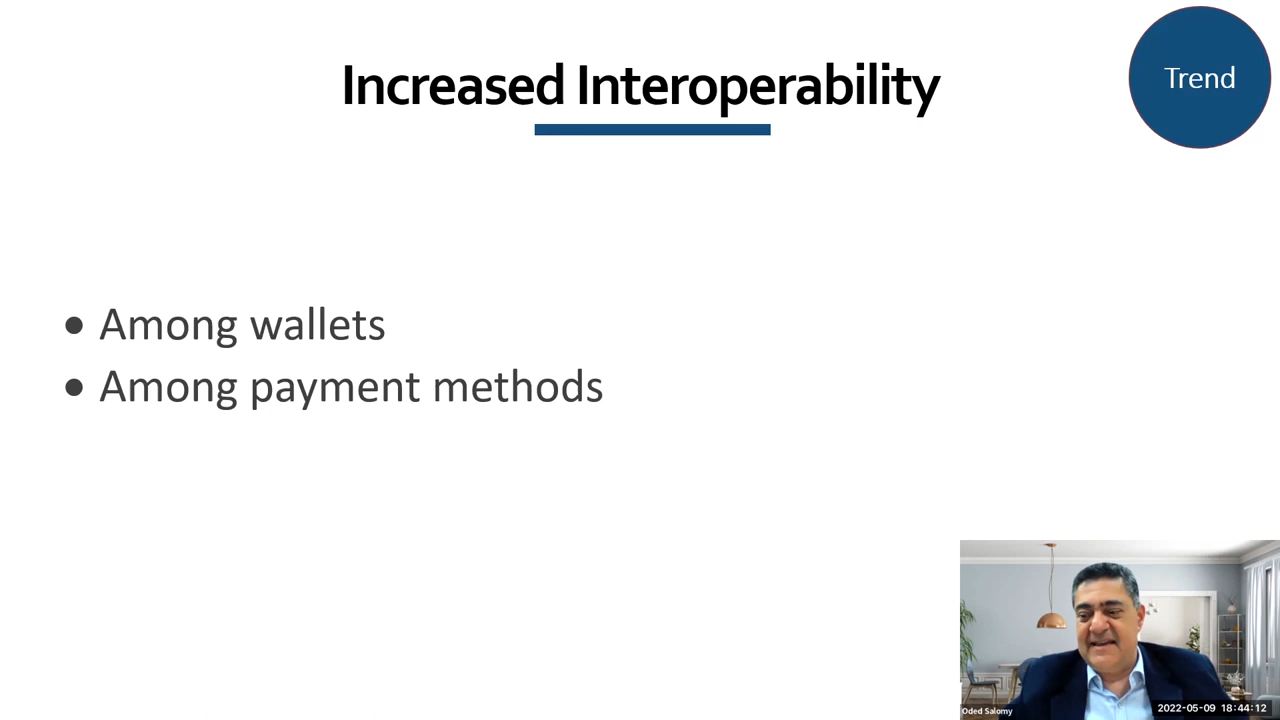 Increased Interoperability
Trend
• Among wallets
• Among payment methods
Oded Salomy
2022-05-09 18:44:12